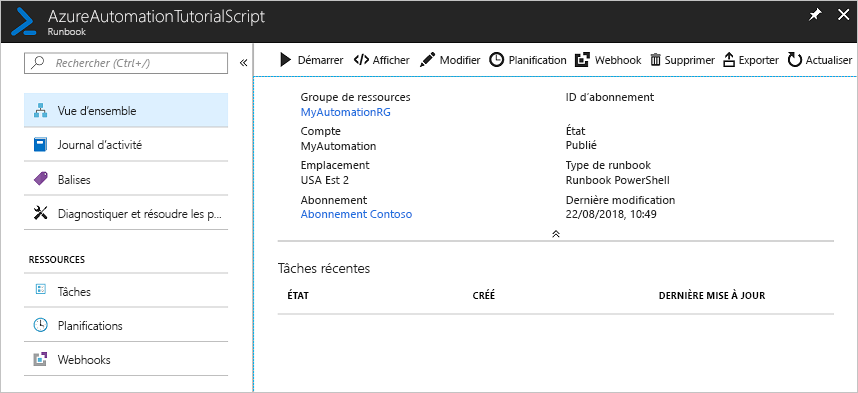 AzureAutomationTutorialScript
Runbook
Rechercher (Ctrl+/)
Vue d’ensemble
Journal d’activité
Balises
Diagnostiquer et résoudre les p...
RESSOURCES
Tâches
Planifications
Webhooks
Démarrer Afficher Modifier Planification Webhook Supprimer Exporter Actualiser
Groupe de ressources
MyAutomationRG
Compte
MyAutomation
Emplacement
USA Est 2
Abonnement
Abonnement Contoso
ID d’abonnement
État
Publié
Type de runbook
Runbook PowerShell
Dernière modification
22/08/2018, 10:49
Tâches récentes
ÉTAT CRÉÉ DERNIÈRE MISE À JOUR